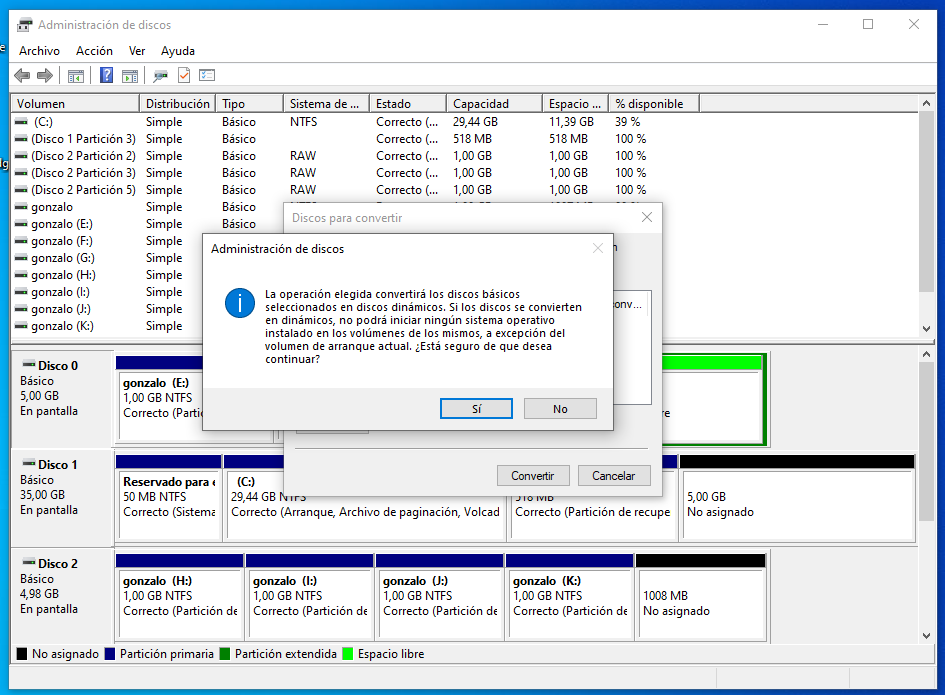 Administración de discos
Archivo Acción Ver Ayuda
Volumen Distribución Tipo Sistema de ... Estado Capacidad Espacio ... % disponible
(C:) Simple Básico NTFS Correcto (... 29,44 GB 11,39 GB 39 %
(Disco 1 Partición 3) Simple Básico Correcto (... 518 MB 518 MB 100 %
(Disco 2 Partición 2) Simple Básico RAW Correcto (... 1,00 GB 1,00 GB 100 %
(Disco 2 Partición 3) Simple Básico RAW Correcto (... 1,00 GB 1,00 GB 100 %
(Disco 2 Partición 5) Simple Básico RAW Correcto (... 1,00 GB 1,00 GB 100 %
gonzalo Simple Básico
gonzalo (E:) Simple Básico
gonzalo (F:) Simple
gonzalo (G:) Simple
gonzalo (H:) Simple
gonzalo (I:) Simple
gonzalo (J:) Simple
gonzalo (K:) Simple
Discos para convertir
conv...
Administración de discos
La operación elegida convertirá los discos básicos
seleccionados en discos dinámicos. Si los discos se convierten
en dinámicos, no podrá iniciar ningún sistema operativo
instalado en los volúmenes de los mismos, a excepción del
volumen de arranque actual. ¿Está seguro de que desea
continuar?
Sí No
Convertir Cancelar
Disco 0
Básico
5,00 GB
En pantalla
gonzalo (E:)
1,00 GB NTFS
Correcto (Partic
re
Disco 1
Básico
35,00 GB
En pantalla
Reservado para e
50 MB NTFS
Correcto (Sistema
(C:)
29,44 GB NTFS
Correcto (Arranque, Archivo de paginación, Volcad
518 MB
Correcto (Partición de recupe
5,00 GB
No asignado
Disco 2
Básico
4,98 GB
En pantalla
gonzalo (H:)
1,00 GB NTFS
Correcto (Partición de
gonzalo (I:)
1,00 GB NTFS
Correcto (Partición de
gonzalo (J:)
1,00 GB NTFS
Correcto (Partición de
gonzalo (K:)
1,00 GB NTFS
Correcto (Partición de
1008 MB
No asignado
No asignado Partición primaria Partición extendida Espacio libre